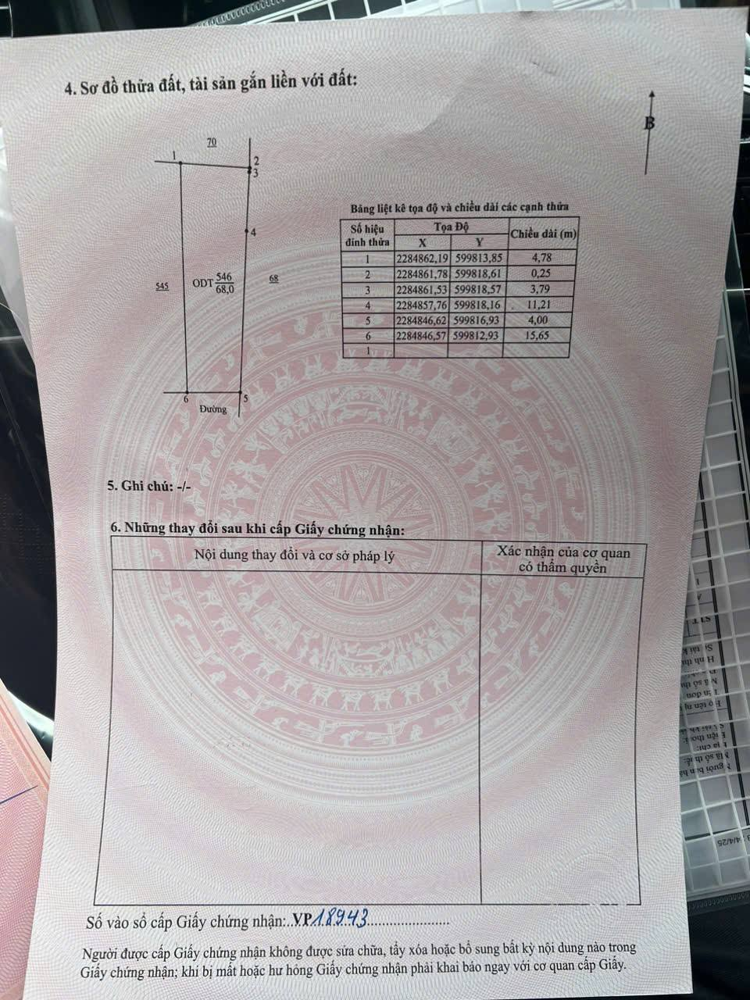 4. Sơ đồ thửa đất, tài sản gắn liền với đất:
B
70
1
2
3
4
545
ODT 546
68,0
68
6
5
Đường
Bảng liệt kê tọa độ và chiều dài các cạnh thửa
Số hiệu đỉnh thửa Tọa Độ Chiều dài (m)
X Y
1 2284862,19 599813,85 4,78
2 2284861,78 599818,61 0,25
3 2284861,53 599818,57 3,79
4 2284857,76 599818,16 11,21
5 2284846,62 599816,93 4,00
6 2284846,57 599812,93 15,65
1
5. Ghi chú: -/-
6. Những thay đổi sau khi cấp Giấy chứng nhận:
Nội dung thay đổi và cơ sở pháp lý
Xác nhận của cơ quan
có thẩm quyền
Số vào sổ cấp Giấy chứng nhận:..VP.18943......................
Người được cấp Giấy chứng nhận không được sửa chữa, tẩy xóa hoặc bổ sung bất kỳ nội dung nào trong
Giấy chứng nhận; khi bị mất hoặc hư hỏng Giấy chứng nhận phải khai báo ngay với cơ quan cấp Giấy.